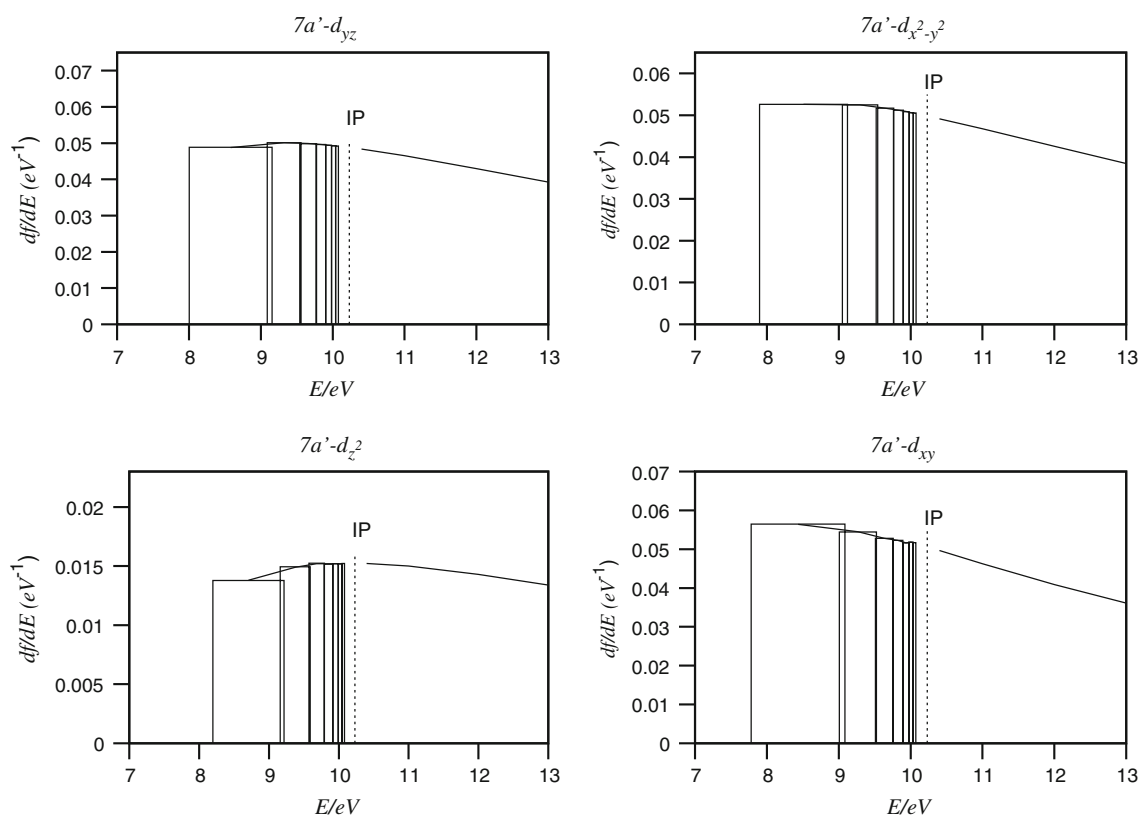 7a’-d_yz
7a’-d_x²-y²
0.07
0.06
0.05
0.04
0.03
0.02
0.01
0
df/dE (eV⁻¹)
IP
7 8 9 10 11 12 13
E/eV
0.06
0.05
0.04
0.03
0.02
0.01
0
df/dE (eV⁻¹)
IP
7 8 9 10 11 12 13
E/eV
7a’-d_z²
7a’-d_xy
0.02
0.015
0.01
0.005
0
df/dE (eV⁻¹)
IP
7 8 9 10 11 12 13
E/eV
0.07
0.06
0.05
0.04
0.03
0.02
0.01
0
df/dE (eV⁻¹)
IP
7 8 9 10 11 12 13
E/eV